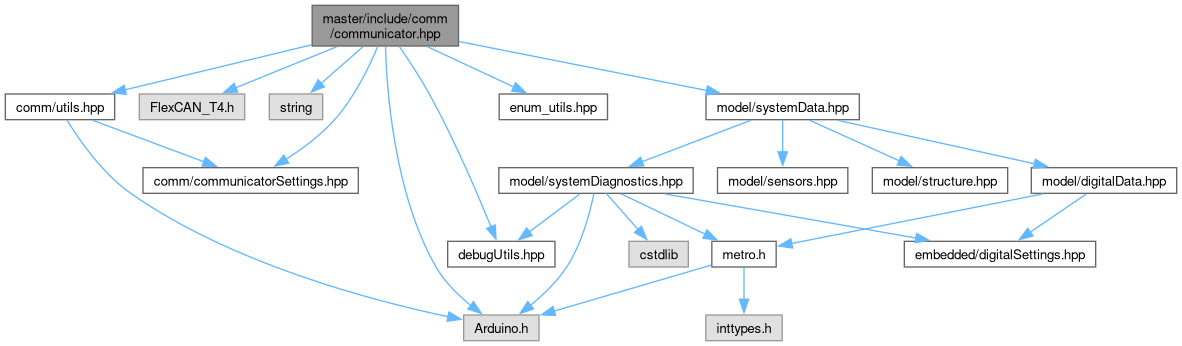 master/include/comm
/communicator.hpp
comm/utils.hpp
FlexCAN_T4.h
string
enum_utils.hpp
model/systemData.hpp
comm/communicatorSettings.hpp
model/systemDiagnostics.hpp
model/sensors.hpp
model/structure.hpp
model/digitalData.hpp
debugUtils.hpp
cstdlib
metro.h
embedded/digitalSettings.hpp
Arduino.h
inttypes.h